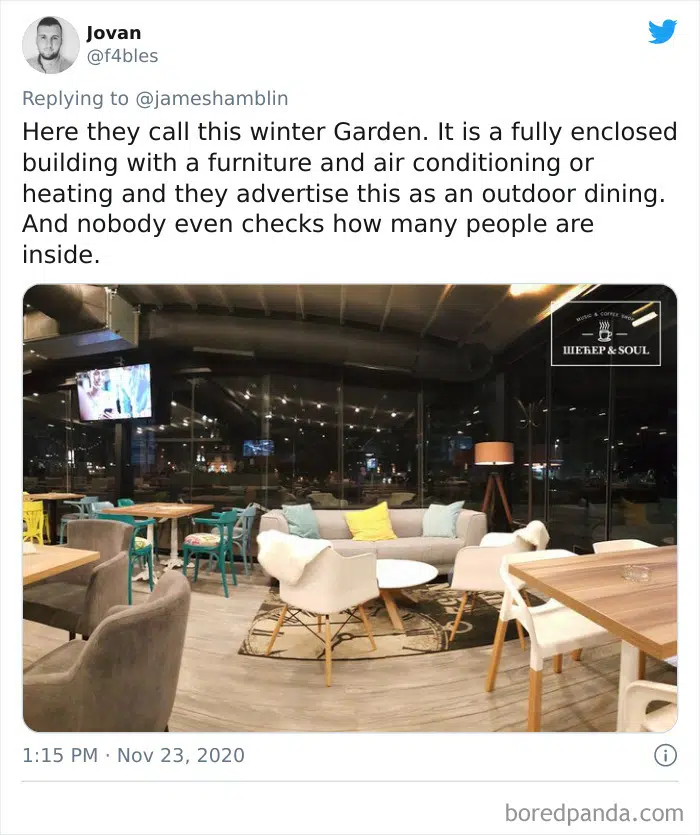 Jovan
@f4bles
Replying to @jameshamblin
Here they call this winter Garden. It is a fully enclosed
building with a furniture and air conditioning or
heating and they advertise this as an outdoor dining.
And nobody even checks how many people are
inside.
MUSIC & COFFEE SHOP
ШЕЋЕР & SOUL
1:15 PM · Nov 23, 2020
boredpanda.com